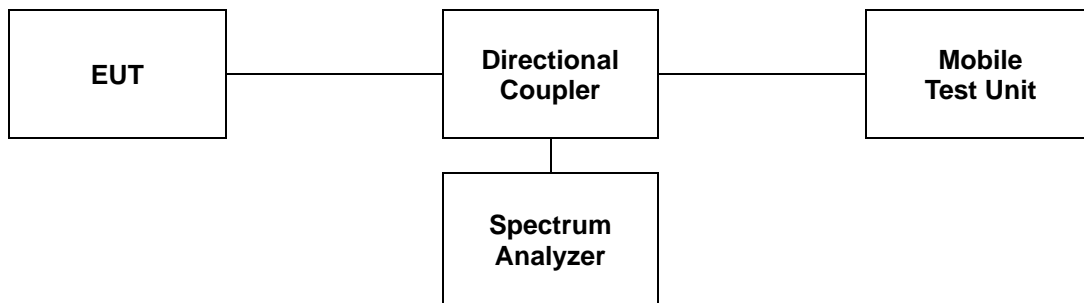 EUT
Directional
Coupler
Mobile
Test Unit
Spectrum
Analyzer